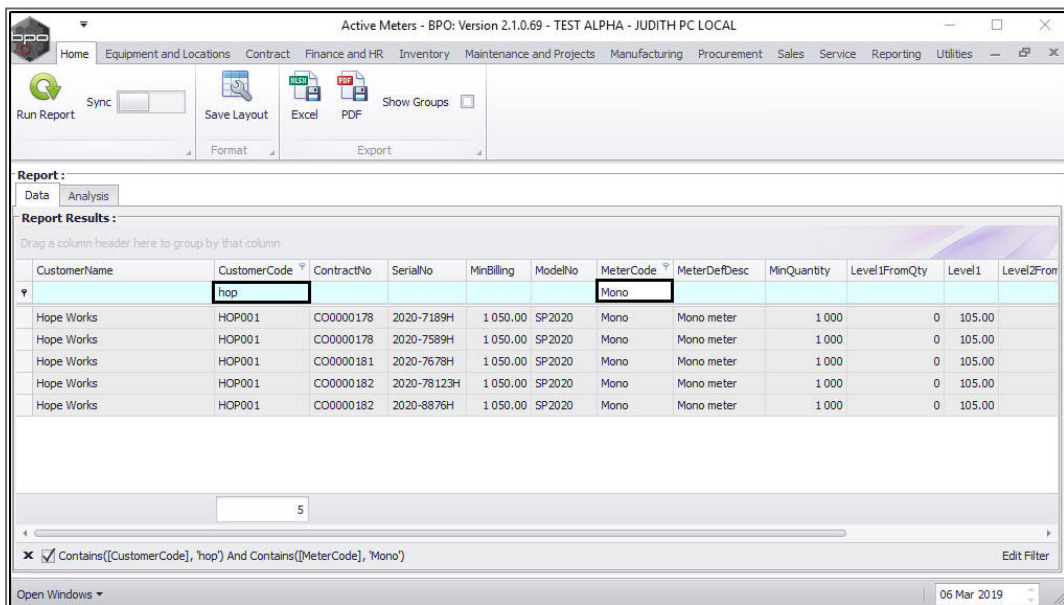 Active Meters - BPO: Version 2.1.0.69 - TEST ALPHA - JUDITH PC LOCAL
bpo
Home Equipment and Locations Contract Finance and HR Inventory Maintenance and Projects Manufacturing Procurement Sales Service Reporting Utilities
XLSX PDF
Sync Show Groups
Run Report Save Layout Excel PDF
Format Export
Report :
Data Analysis
Report Results :
Drag a column header here to group by that column
CustomerName CustomerCode ContractNo SerialNo MinBilling ModelNo MeterCode MeterDefDesc MinQuantity Level1FromQty Level1 Level2From
hop Mono
Hope Works HOP001 CO0000178 2020-7189H 1 050.00 SP2020 Mono Mono meter 1 000 0 105.00
Hope Works HOP001 CO0000178 2020-7589H 1 050.00 SP2020 Mono Mono meter 1 000 0 105.00
Hope Works HOP001 CO0000181 2020-7678H 1 050.00 SP2020 Mono Mono meter 1 000 0 105.00
Hope Works HOP001 CO0000182 2020-78123H 1 050.00 SP2020 Mono Mono meter 1 000 0 105.00
Hope Works HOP001 CO0000182 2020-8876H 1 050.00 SP2020 Mono Mono meter 1 000 0 105.00
5
Contains([CustomerCode], 'hop') And Contains([MeterCode], 'Mono') Edit Filter
Open Windows 06 Mar 2019